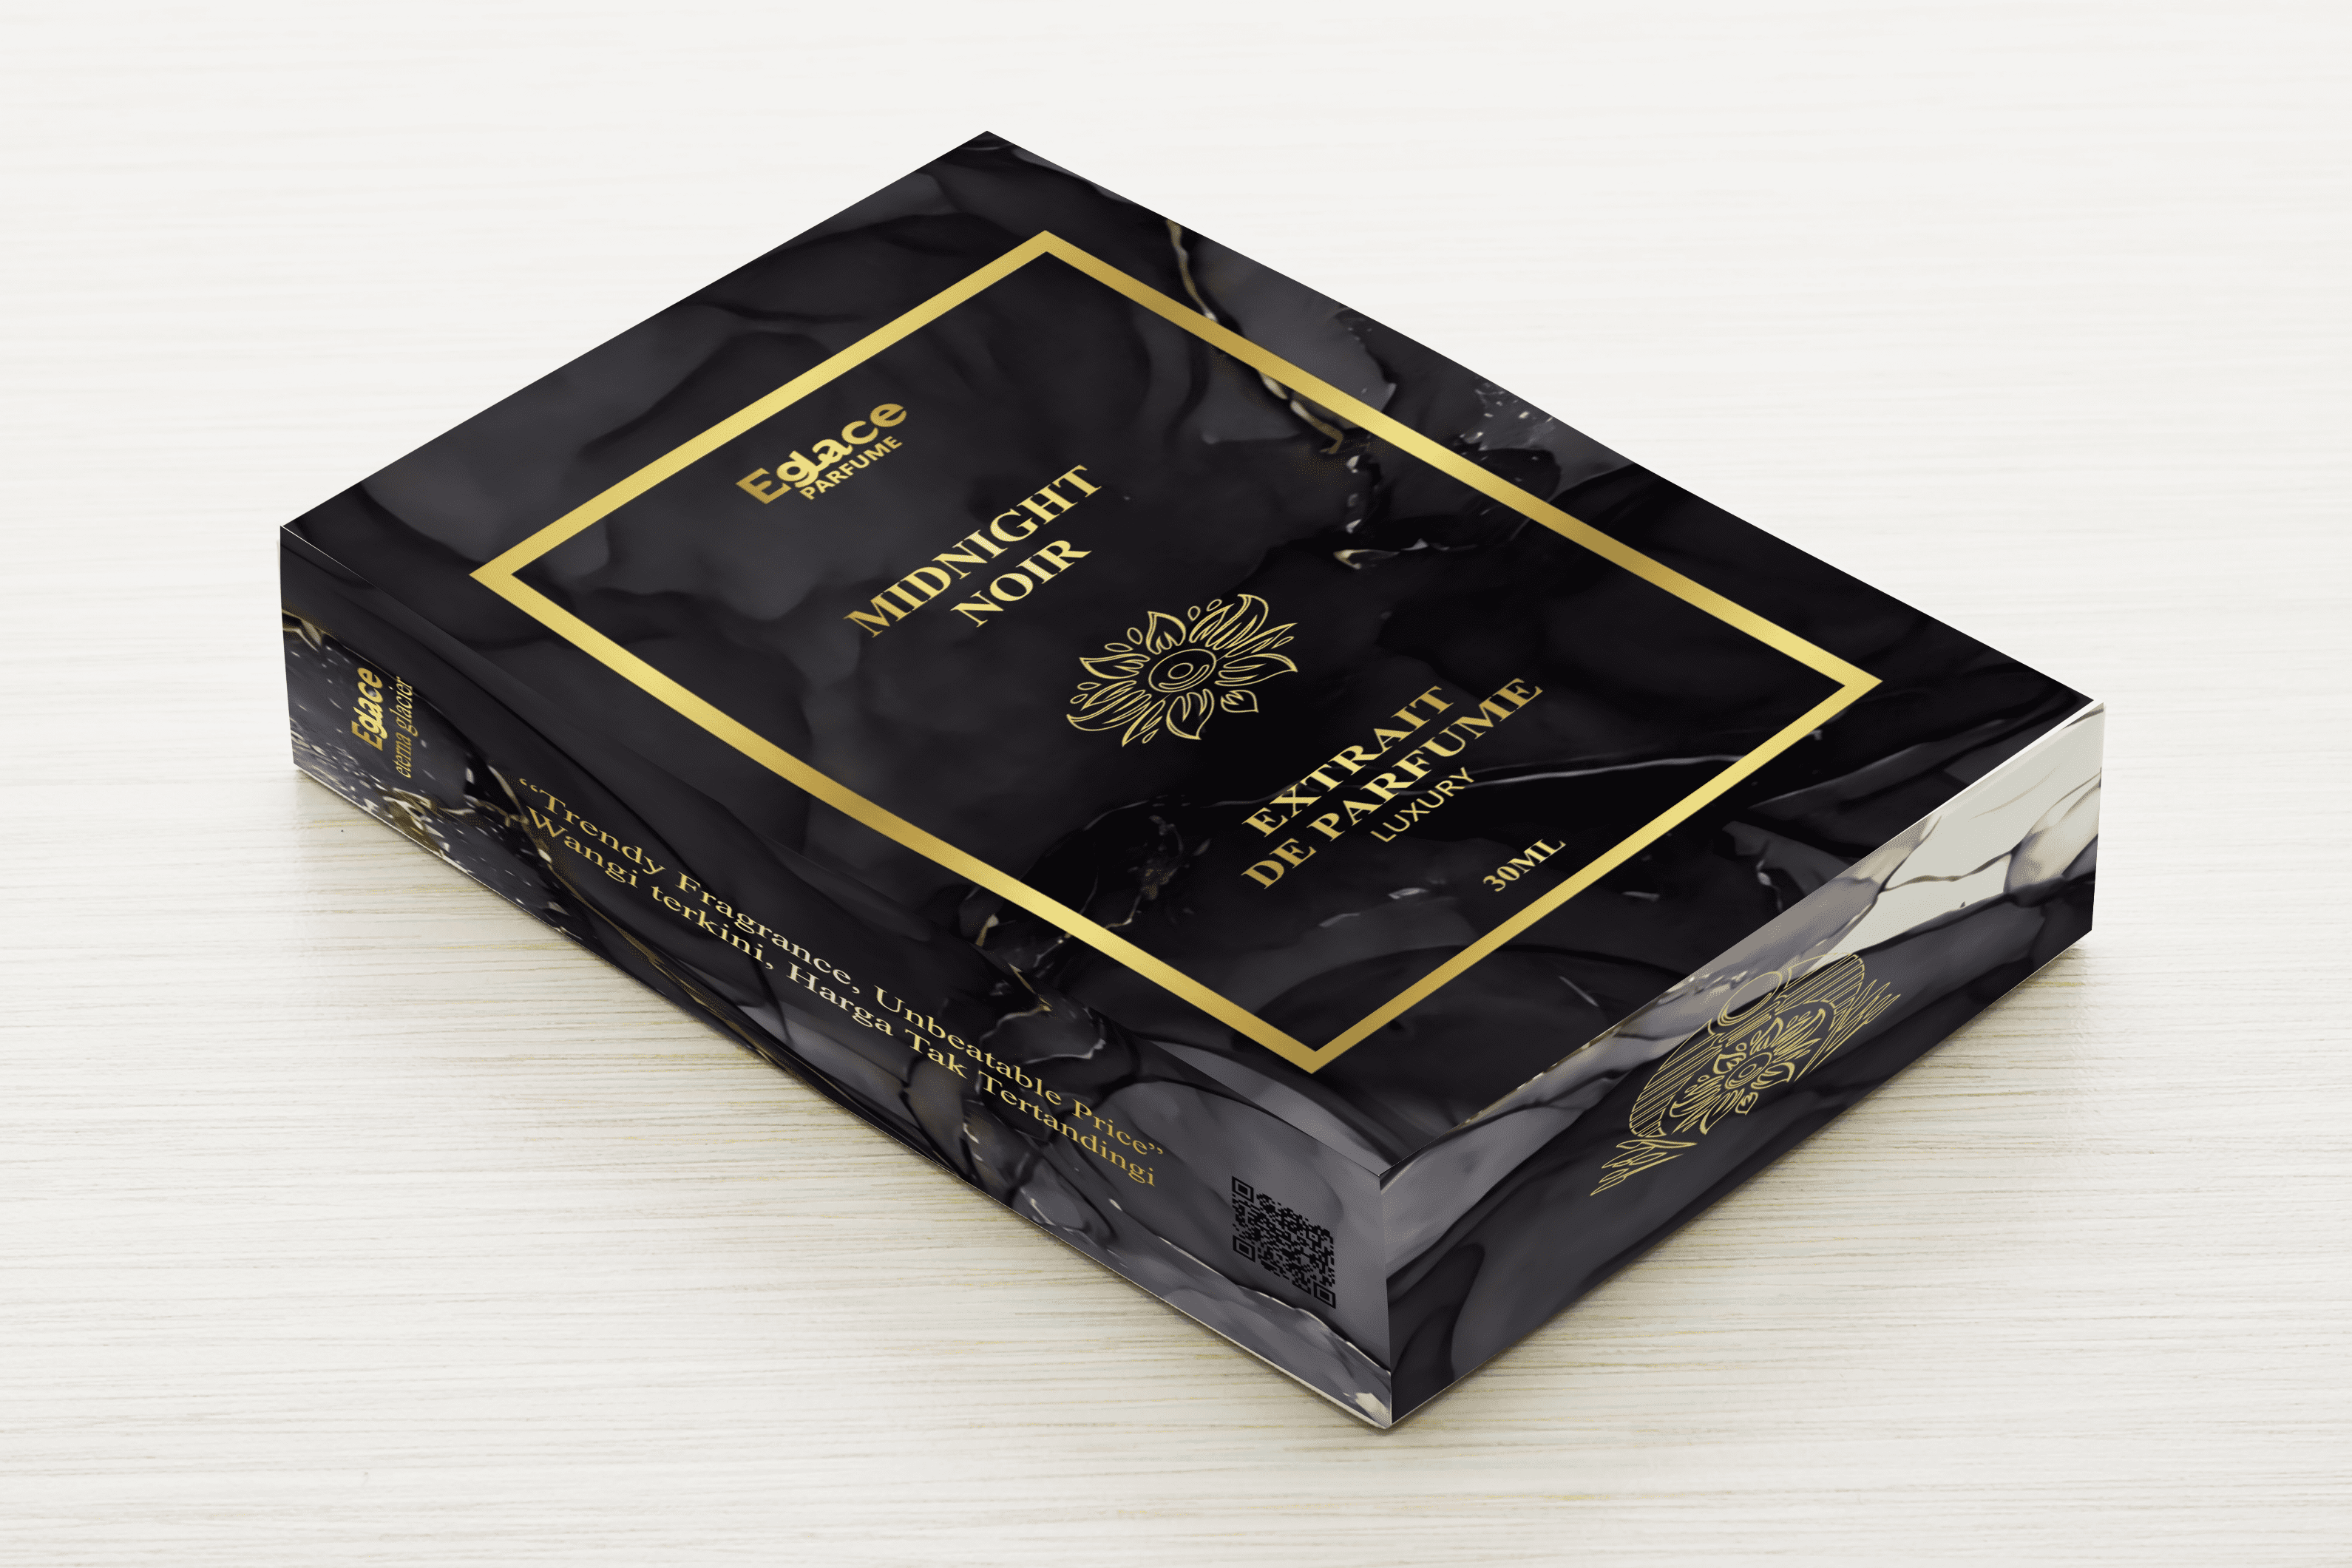 Eglace
PARFUME
MIDNIGHT
NOIR
EXTRAIT
DE PARFUME
LUXURY
30ML
Eglace
eterna glacier
“Trendy Fragrance, Unbeatable Price”
Wangi terkini, Harga Tak Tertandingi